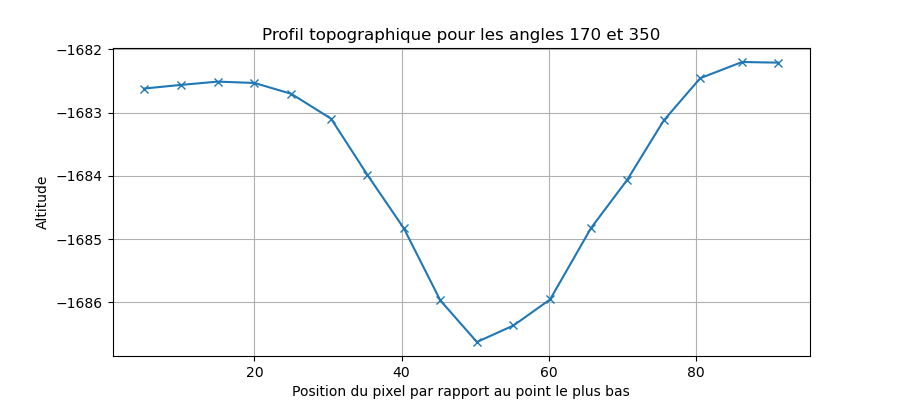 Profil topographique pour les angles 170 et 350
Altitude
−1682
−1683
−1684
−1685
−1686
20 40 60 80
Position du pixel par rapport au point le plus bas